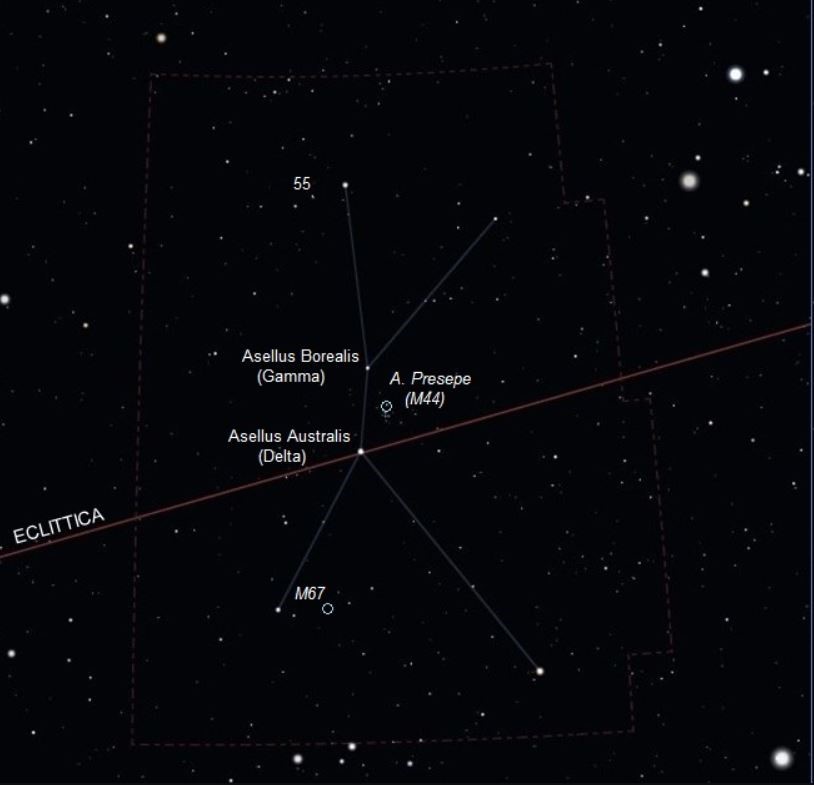 55
Asellus Borealis
(Gamma)
A. Presepe
(M44)
Asellus Australis
(Delta)
ECLITTICA
M67